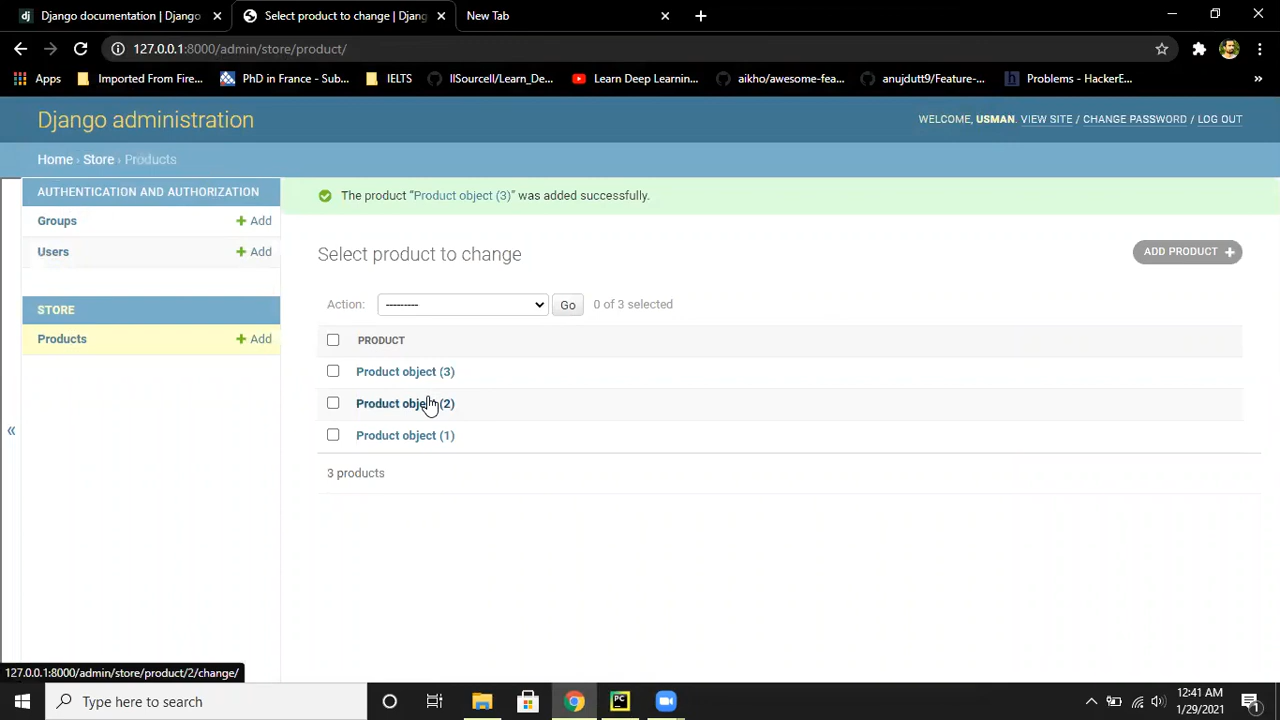 Django documentation | Django
Select product to change | Djang
New Tab
127.0.0.1:8000/admin/store/product/
Apps
Imported From Fire...
PhD in France - Sub...
IELTS
llSourcell/Learn_De...
Learn Deep Learnin...
aikho/awesome-fea...
anujdutt9/Feature-...
Problems - HackerE...
»
Django administration
WELCOME, USMAN. VIEW SITE / CHANGE PASSWORD / LOG OUT
Home › Store › Products
AUTHENTICATION AND AUTHORIZATION
Groups
+ Add
Users
+ Add
STORE
Products
+ Add
«
The product “Product object (3)” was added successfully.
Select product to change
ADD PRODUCT +
Action:
---------
Go
0 of 3 selected
PRODUCT
Product object (3)
Product object (2)
Product object (1)
3 products
127.0.0.1:8000/admin/store/product/2/change/
Type here to search
PC
12:41 AM
1/29/2021
1